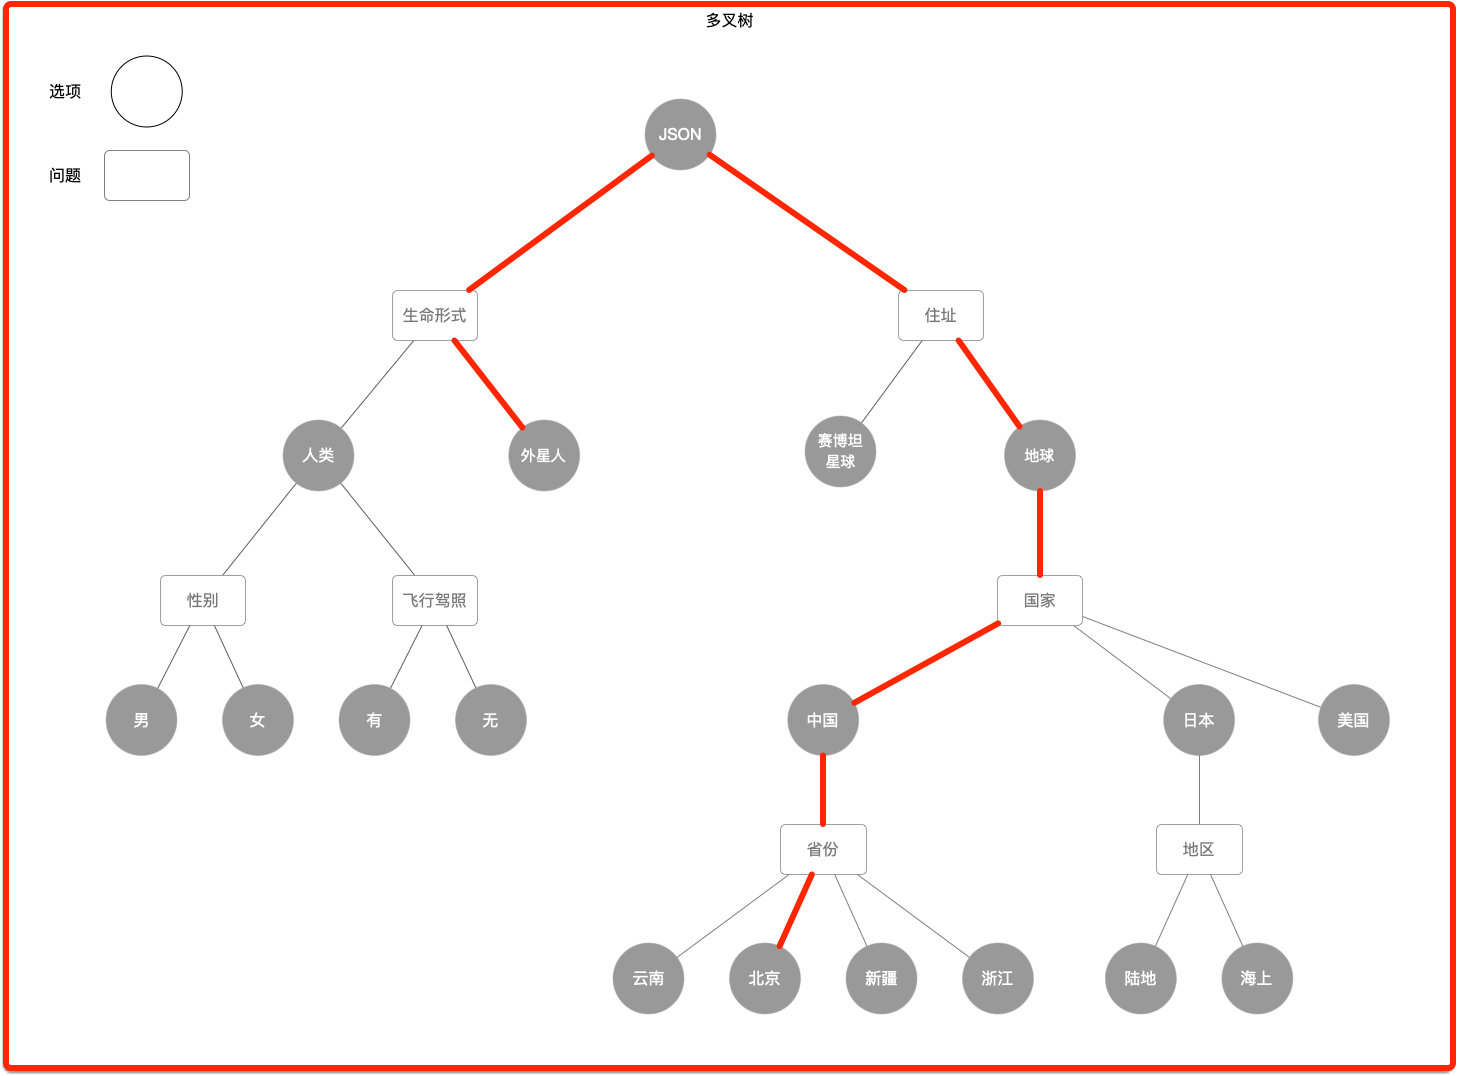 多叉树
选项
问题
JSON
生命形式
住址
人类
外星人
赛博坦
星球
地球
性别
飞行驾照
国家
男
女
有
无
中国
日本
美国
省份
地区
云南
北京
新疆
浙江
陆地
海上